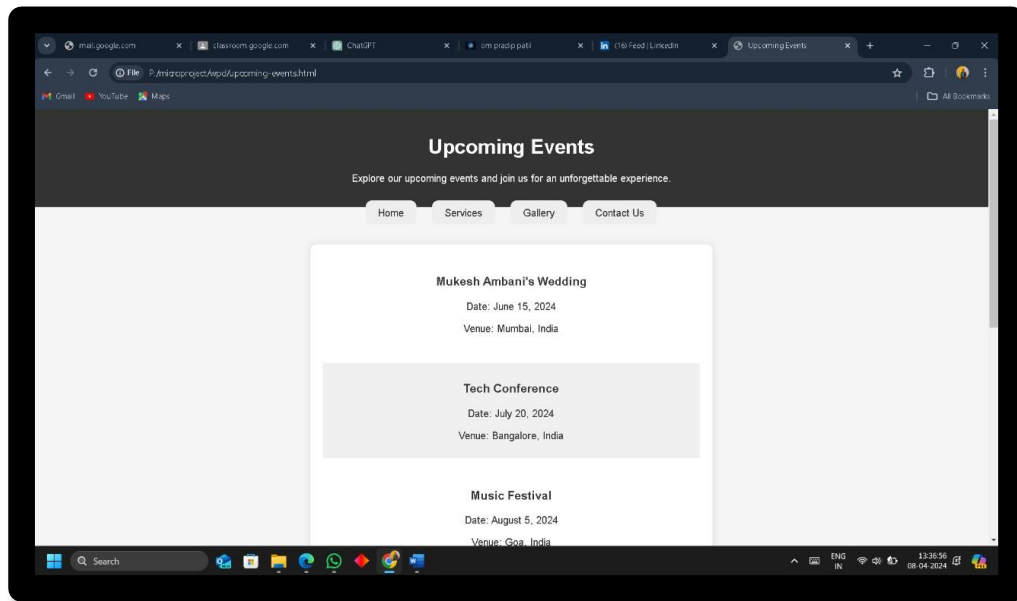 mail.google.com classroom.google.com ChatGPT om pradip patil (16) Feed | LinkedIn Upcoming Events
File P:/microproject/wpd/upcoming-events.html
Gmail YouTube Maps All Bookmarks
Upcoming Events
Explore our upcoming events and join us for an unforgettable experience.
Home Services Gallery Contact Us
Mukesh Ambani's Wedding
Date: June 15, 2024
Venue: Mumbai, India
Tech Conference
Date: July 20, 2024
Venue: Bangalore, India
Music Festival
Date: August 5, 2024
Venue: Goa, India
Search ENG 13:36:56
IN 08-04-2024